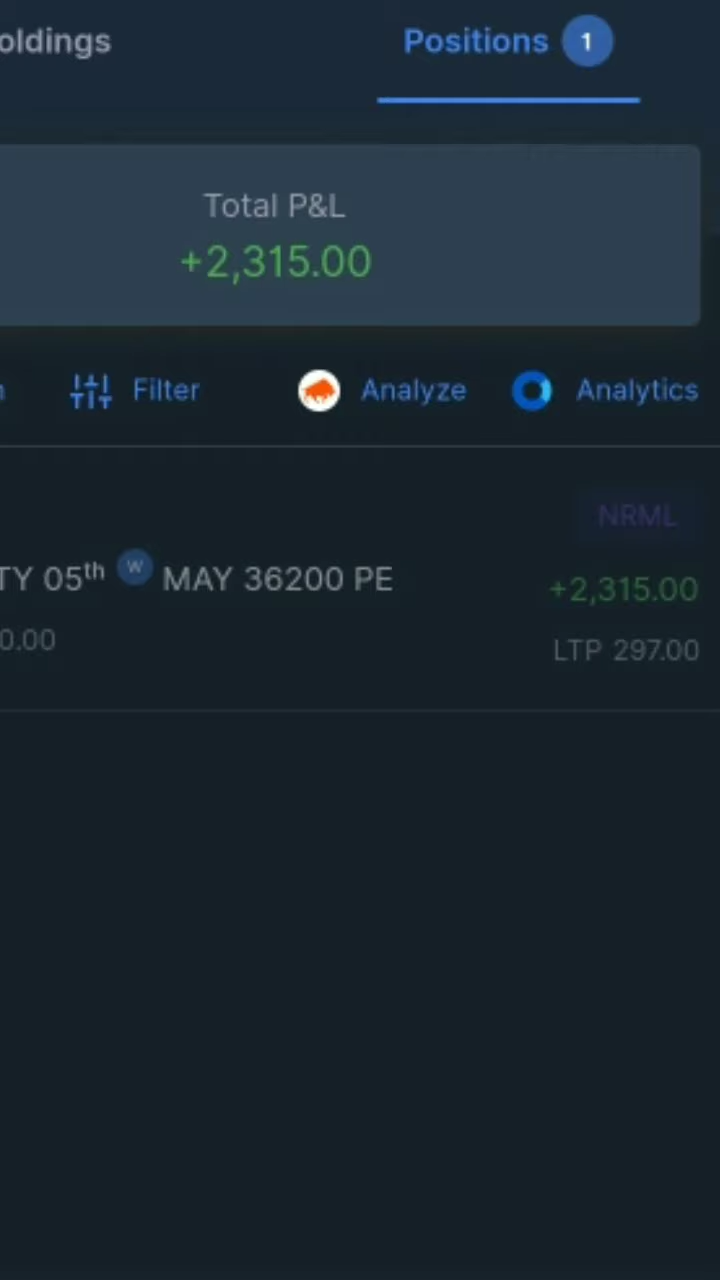 oldings
Positions 1
Total P&L
+2,315.00
Filter
Analyze
Analytics
NRML
TY 05th W MAY 36200 PE
+2,315.00
0.00
LTP 297.00